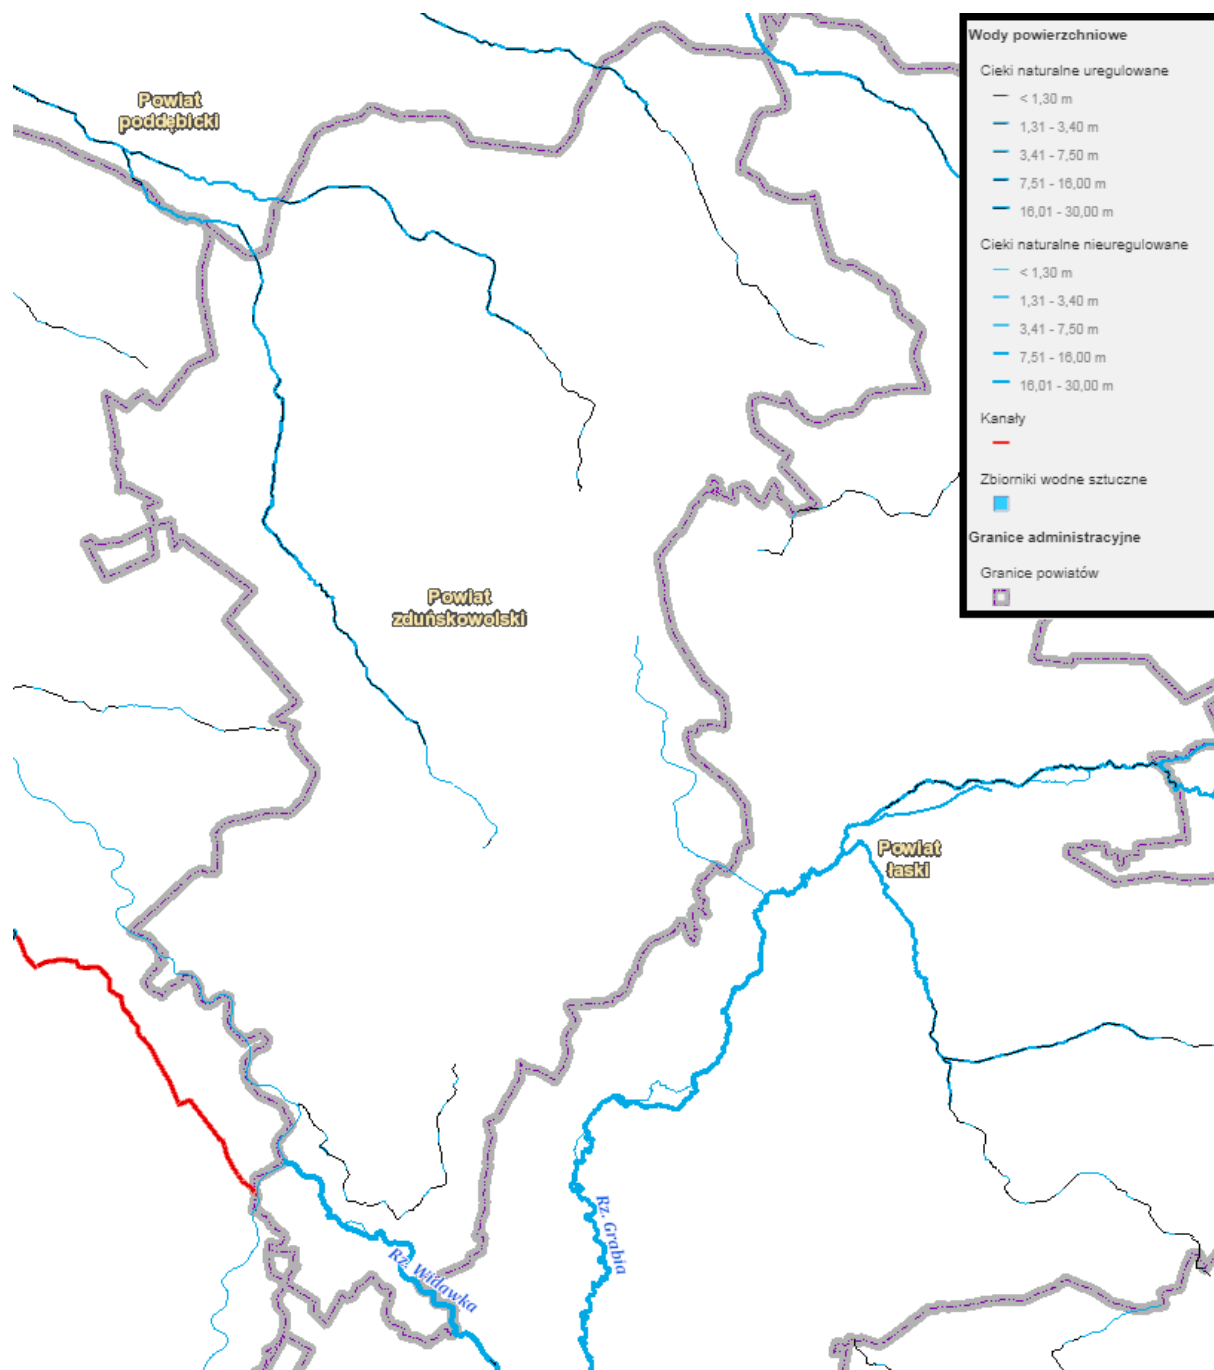 Wody powierzchniowe
Cieki naturalne uregulowane
< 1,30 m
1,31 - 3,40 m
3,41 - 7,50 m
7,51 - 16,00 m
16,01 - 30,00 m
Cieki naturalne nieuregulowane
< 1,30 m
1,31 - 3,40 m
3,41 - 7,50 m
7,51 - 16,00 m
16,01 - 30,00 m
Kanały
Zbiorniki wodne sztuczne
Granice administracyjne
Granice powiatów
Powiat
poddębicki
Powiat
zduńskowolski
Powiat
łaski
Rz. Grabia
Rz. Widawka